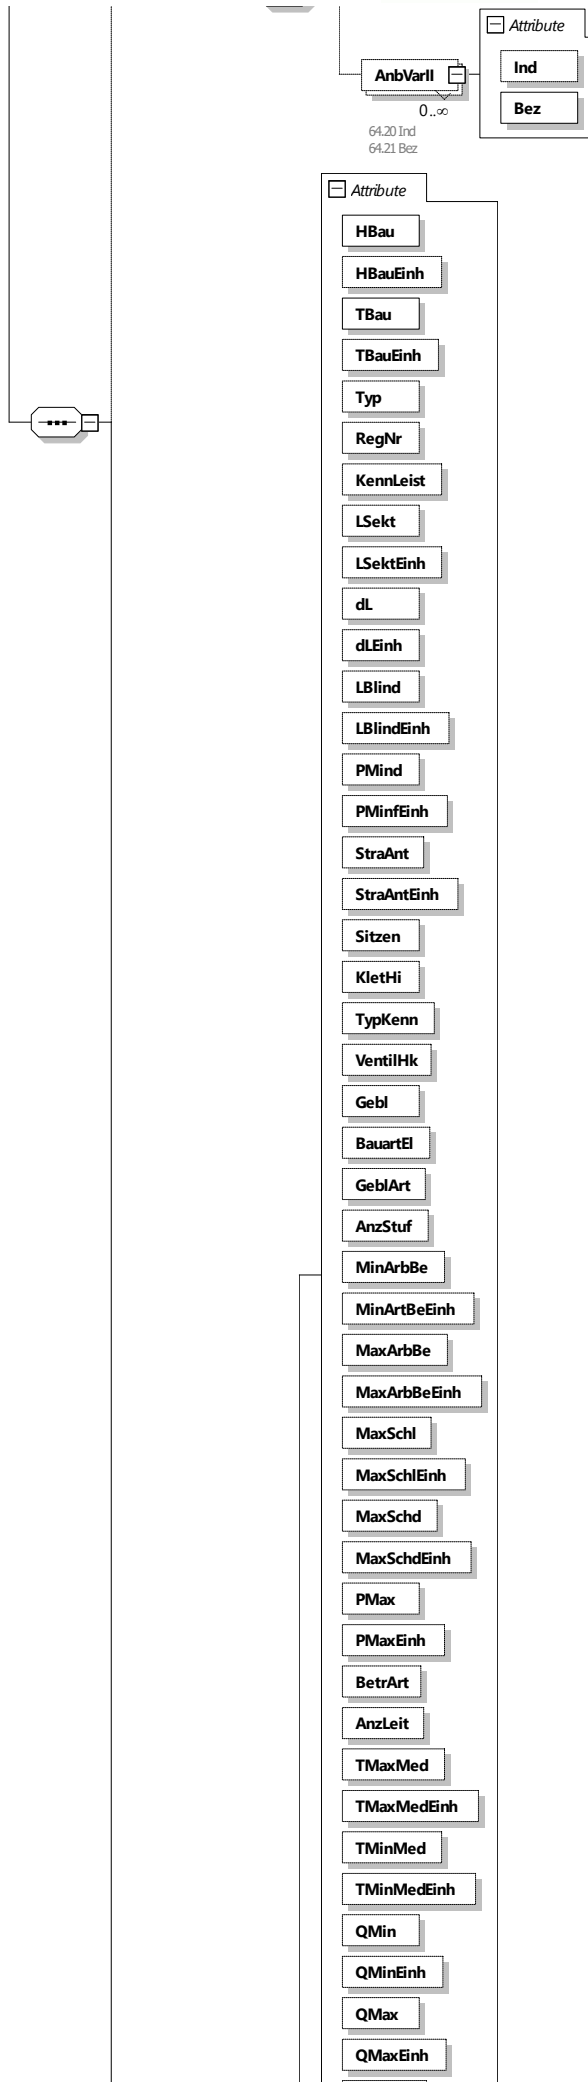 Attribute
Ind
AnbVarII
Bez
0..∞
64.20 Ind
64.21 Bez
Attribute
HBau
HBauEinh
TBau
TBauEinh
Typ
RegNr
KennLeist
LSekt
LSektEinh
dL
dLEinh
LBlind
LBlindEinh
PMind
PMinfEinh
StraAnt
StraAntEinh
Sitzen
KletHi
TypKenn
VentilHk
Gebl
BauartEl
GeblArt
AnzStuf
MinArbBe
MinArtBeEinh
MaxArbBe
MaxArbBeEinh
MaxSchl
MaxSchlEinh
MaxSchd
MaxSchdEinh
PMax
PMaxEinh
BetrArt
AnzLeit
TMaxMed
TMaxMedEinh
TMinMed
TMinMedEinh
QMin
QMinEinh
QMax
QMaxEinh